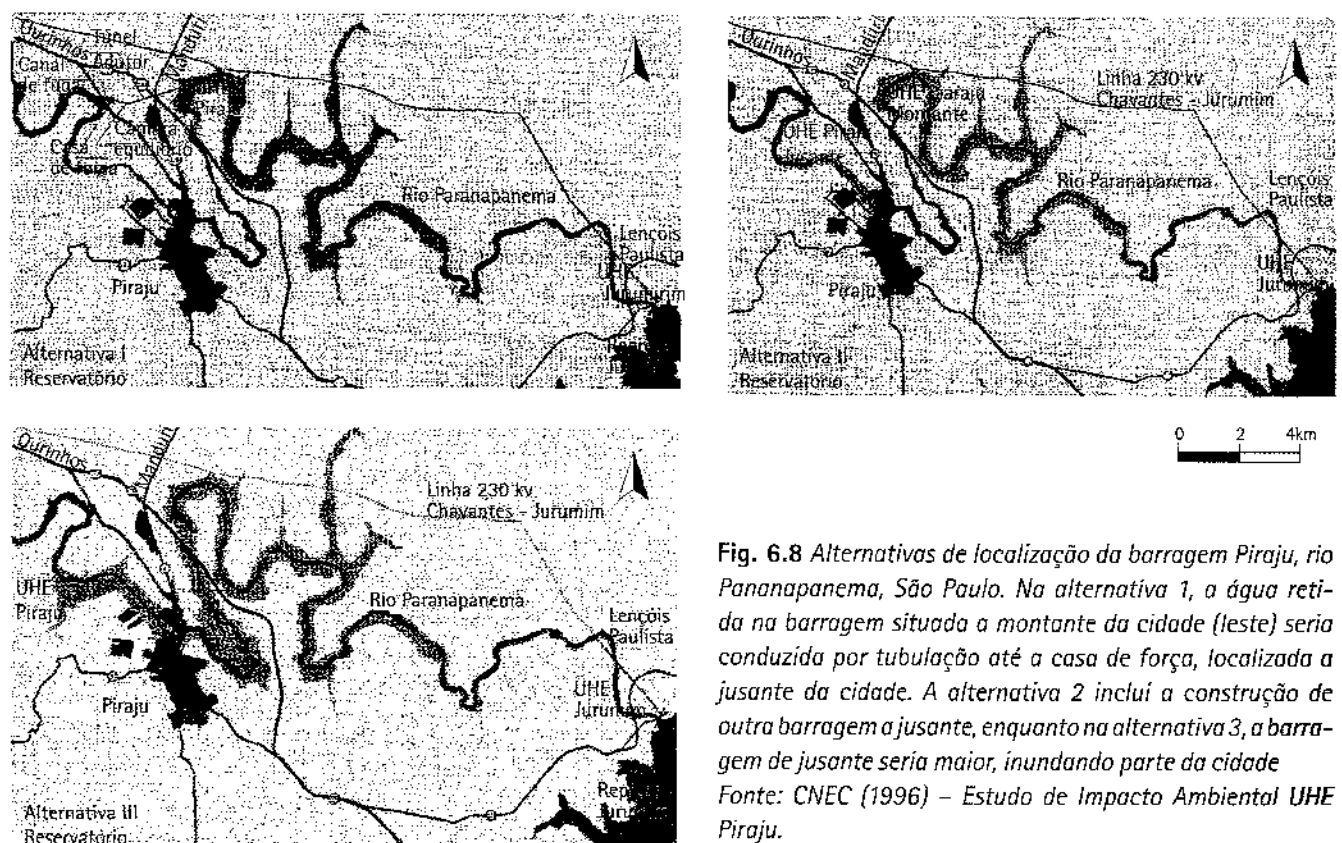 Ourinhos
Túnel
Adutor
Manduri
Canal
de fuga
Câmara de
equilíbrio
Casa
de força
Rio Paranapanema
Lençóis
Paulista
UHE
Jurumirim
Piraju
Alternativa I
Reservatório
Ourinhos
Manduri
Linha 230 kv
Chavantes - Jurumim
UHE Piraju
Montante
UHE Piraju
Jusante
Rio Paranapanema
Lençóis
Paulista
UHE
Piraju
Alternativa II
Reservatório
0 2 4km
Ourinhos
Manduri
Linha 230 kv
Chavantes - Jurumim
UHE
Piraju
Rio Paranapanema
Lençóis
Paulista
UHE
Piraju
Alternativa III
Reservatório
Fig. 6.8 Alternativas de localização da barragem Piraju, rio
Pananapanema, São Paulo. Na alternativa 1, a água reti-
da na barragem situada a montante da cidade (leste) seria
conduzida por tubulação até a casa de força, localizada a
jusante da cidade. A alternativa 2 inclui a construção de
outra barragem a jusante, enquanto na alternativa 3, a barra-
gem de jusante seria maior, inundando parte da cidade
Fonte: CNEC (1996) – Estudo de Impacto Ambiental UHE
Piraju.